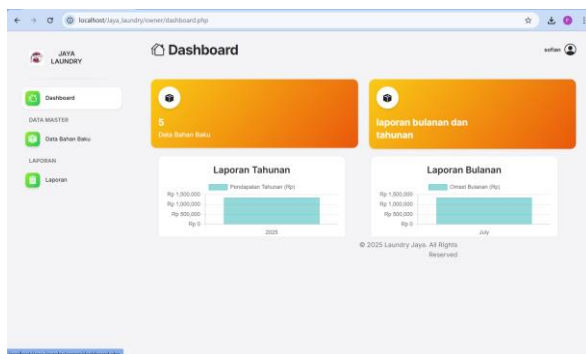 localhost/jaya_laundry/owner/dashboard.php
JAYA
LAUNDRY
Dashboard
sofian
Dashboard
DATA MASTER
Data Bahan Baku
LAPORAN
Laporan
5
Data Bahan Baku
laporan bulanan dan
tahunan
Laporan Tahunan
Pendapatan Tahunan (Rp)
Rp 1,500,000
Rp 1,000,000
Rp 500,000
Rp 0
2025
Laporan Bulanan
Omset Bulanan (Rp)
Rp 1,500,000
Rp 1,000,000
Rp 500,000
Rp 0
July
© 2025 Laundry Jaya. All Rights
Reserved